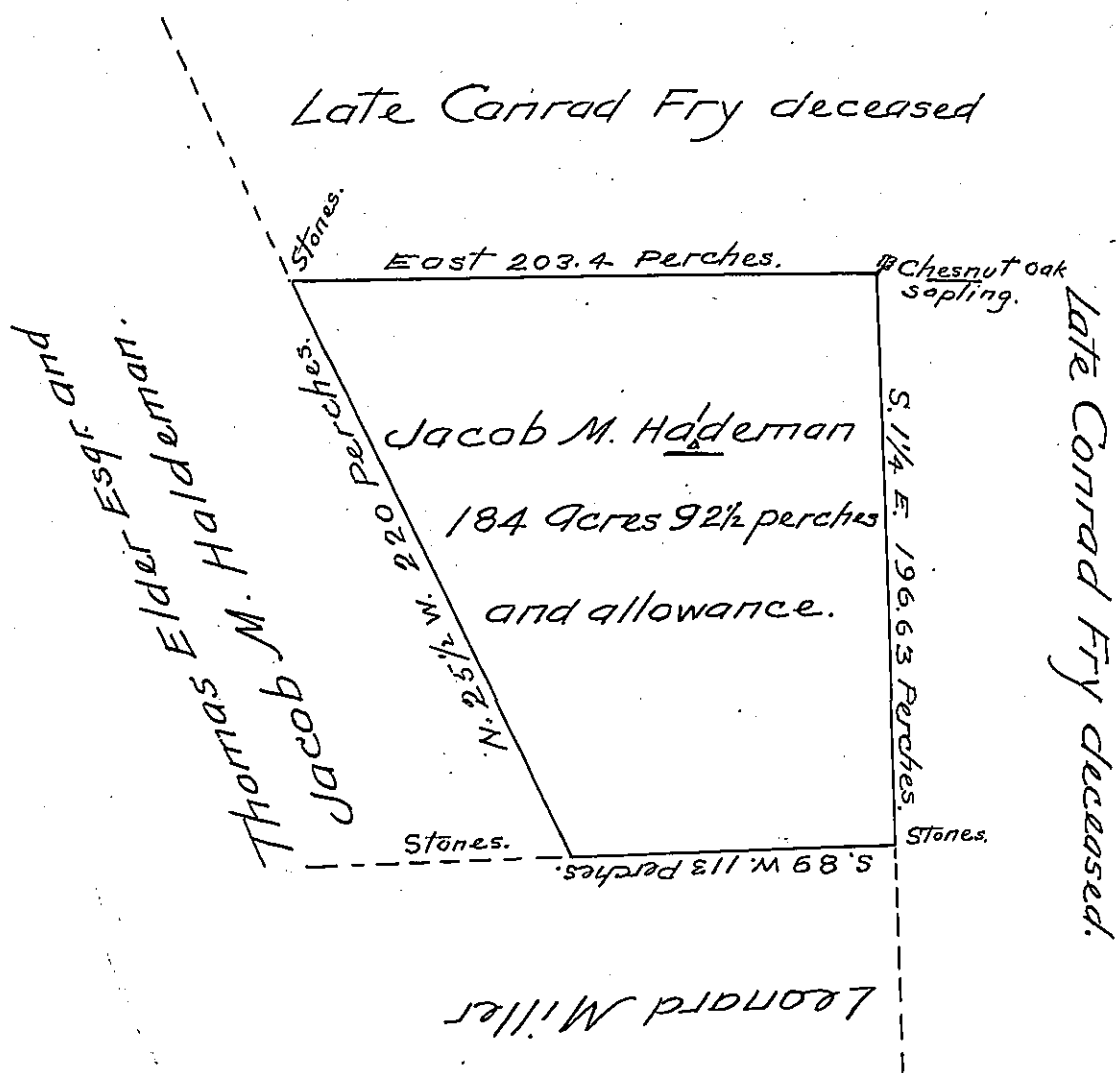 Late Conrad Fry deceased
Stones.
East 203.4 Perches.
Chesnut oak
sapling.
Late Conrad Fry deceased.
S. 1¼ E. 196.63 Perches.
Jacob M. Haldeman
184 Acres 92½ perches
and allowance.
N. 25½ W. 220 Perches.
Thomas Elder Esqr. and
Jacob M. Haldeman.
Stones.
Stones.
S. 89 W. 113 Perches.
Leonard Miller